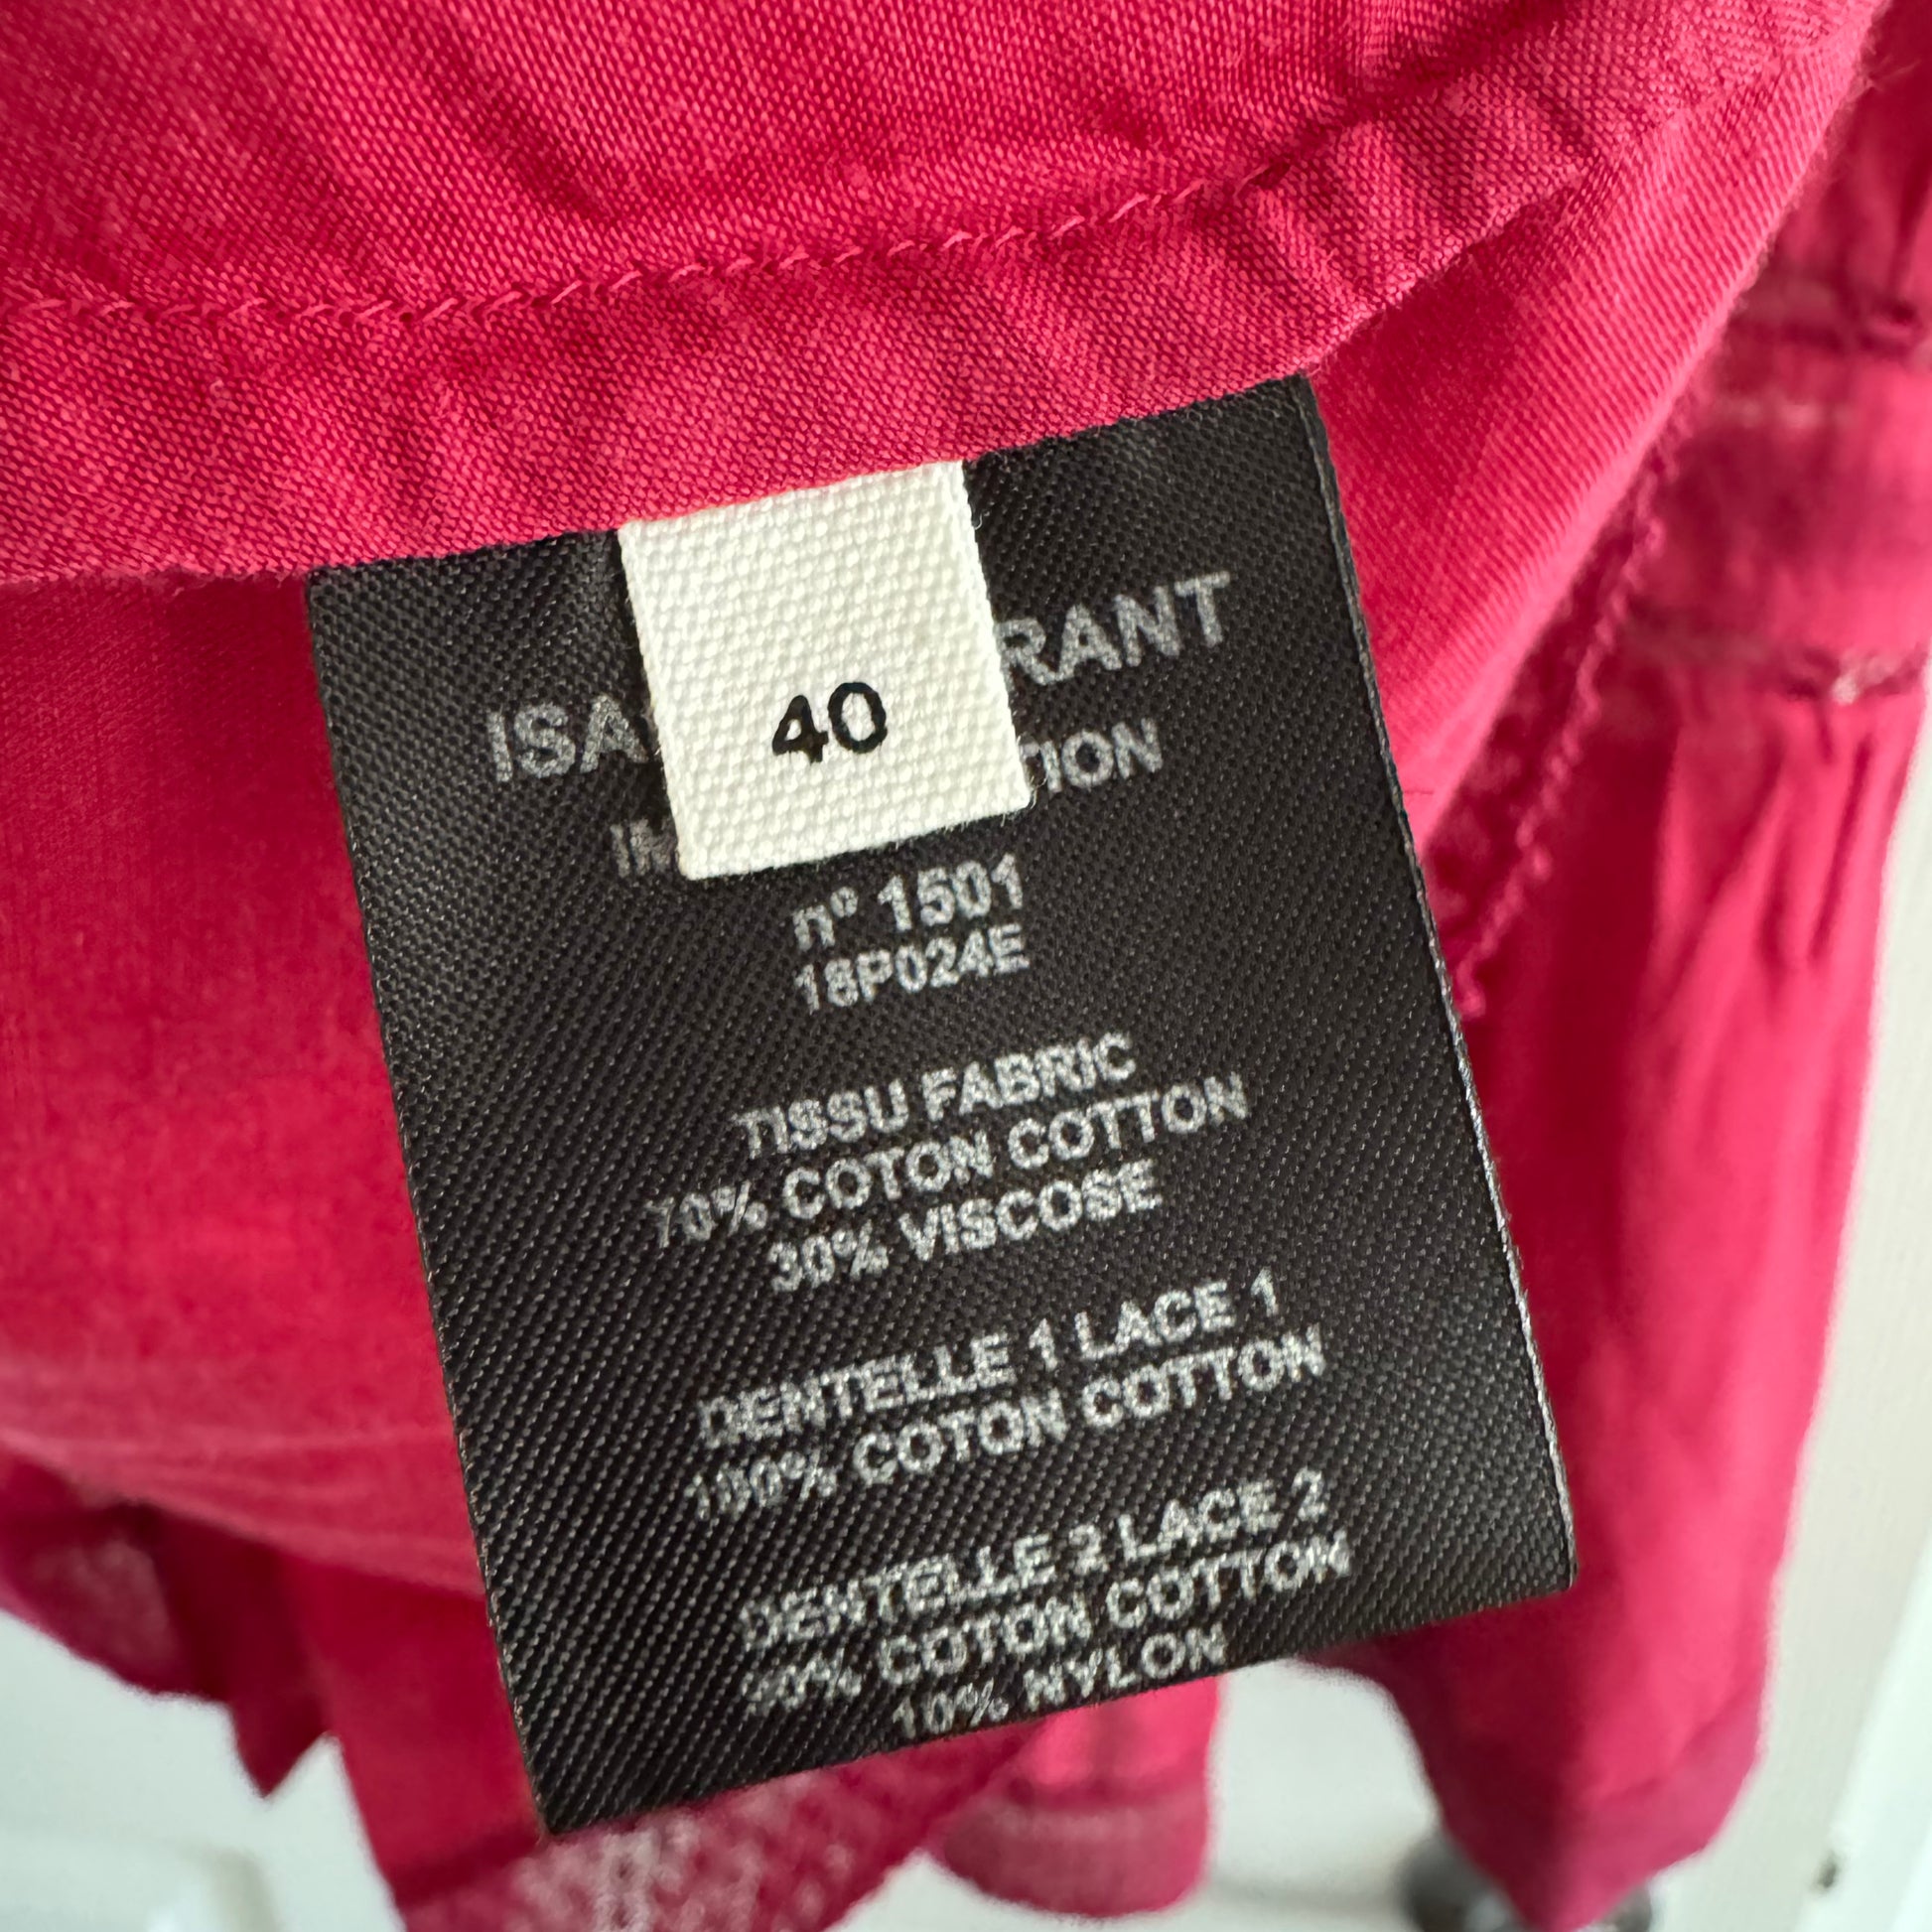 40
ISA RANT
TION
n° 1501
18P024E
TISSU FABRIC
70% COTON COTTON
30% VISCOSE
DENTELLE 1 LACE 1
100% COTON COTTON
DENTELLE 2 LACE 2
90% COTON COTTON
10% NYLON